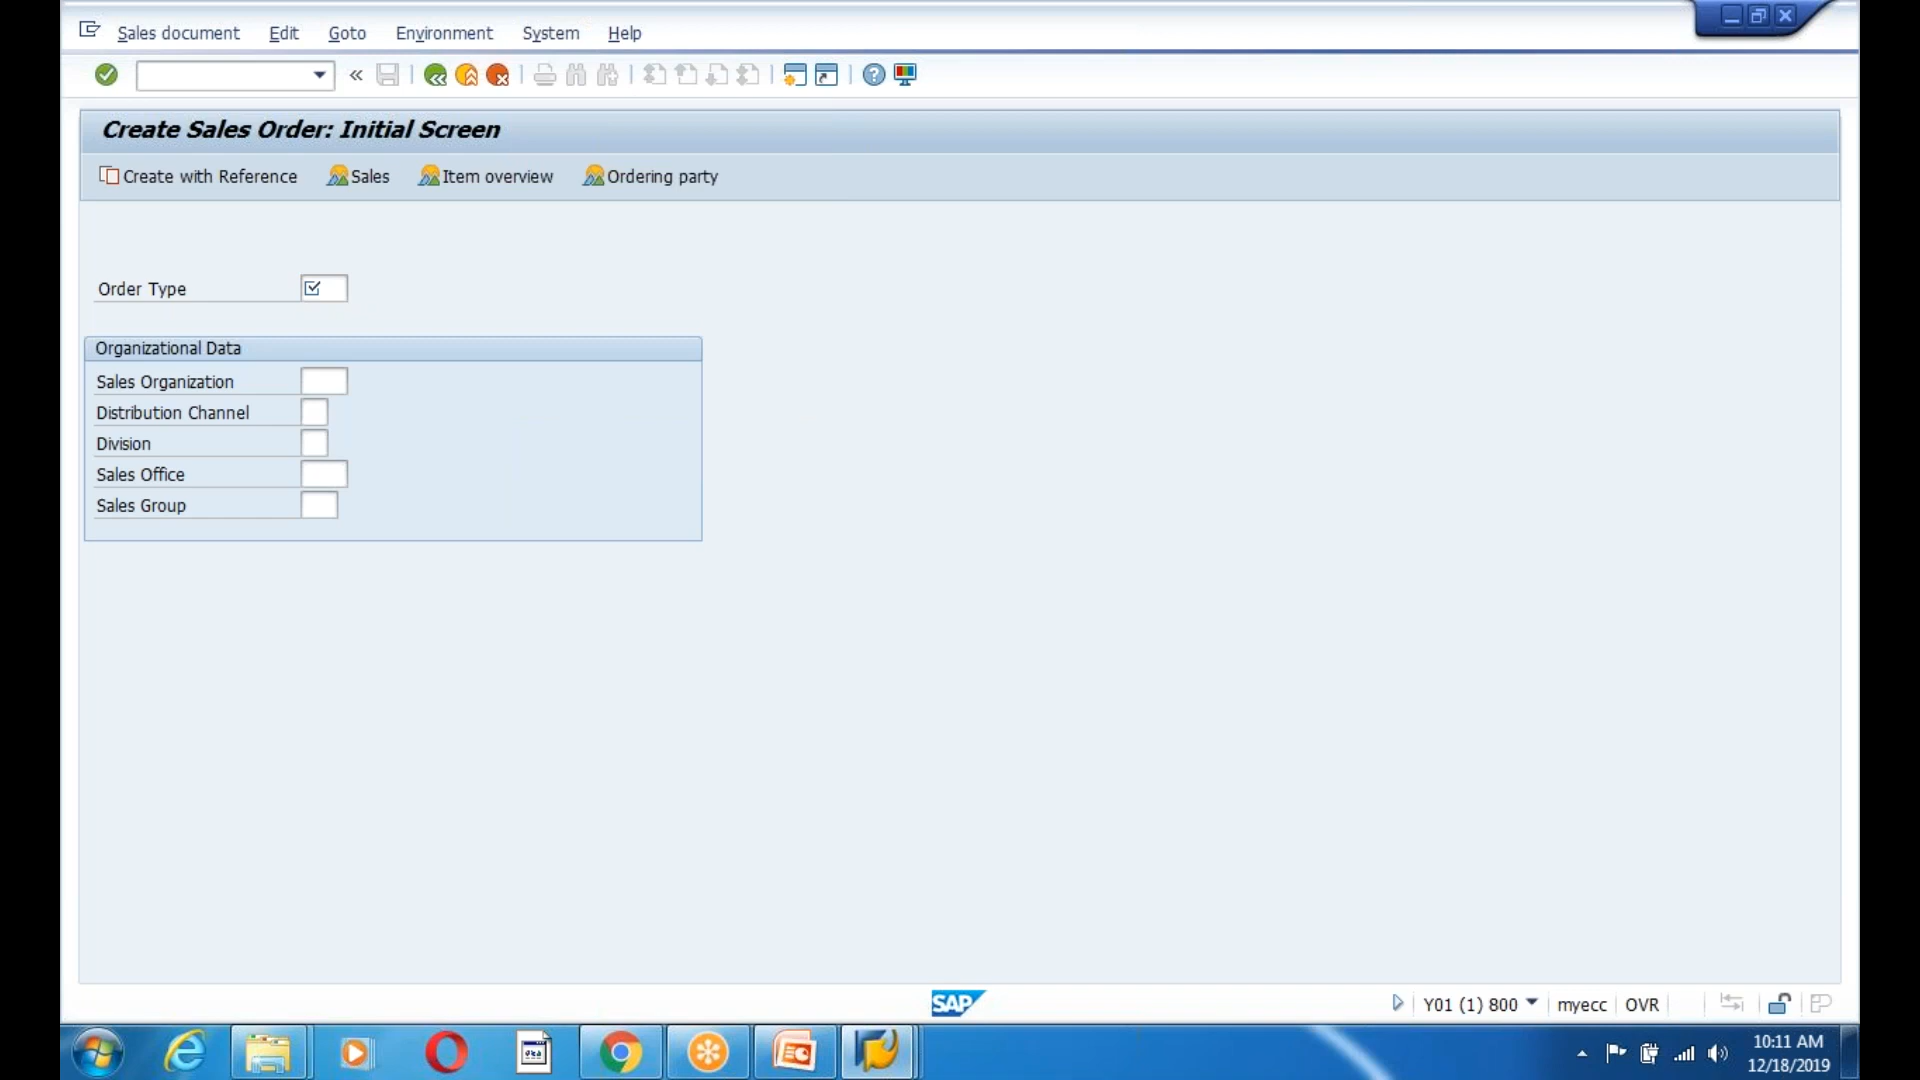 Sales document Edit Goto Environment System Help
Create Sales Order: Initial Screen
Create with Reference Sales Item overview Ordering party
Order Type
Organizational Data
Sales Organization
Distribution Channel
Division
Sales Office
Sales Group
SAP Y01 (1) 800 myecc OVR
10:11 AM
12/18/2019